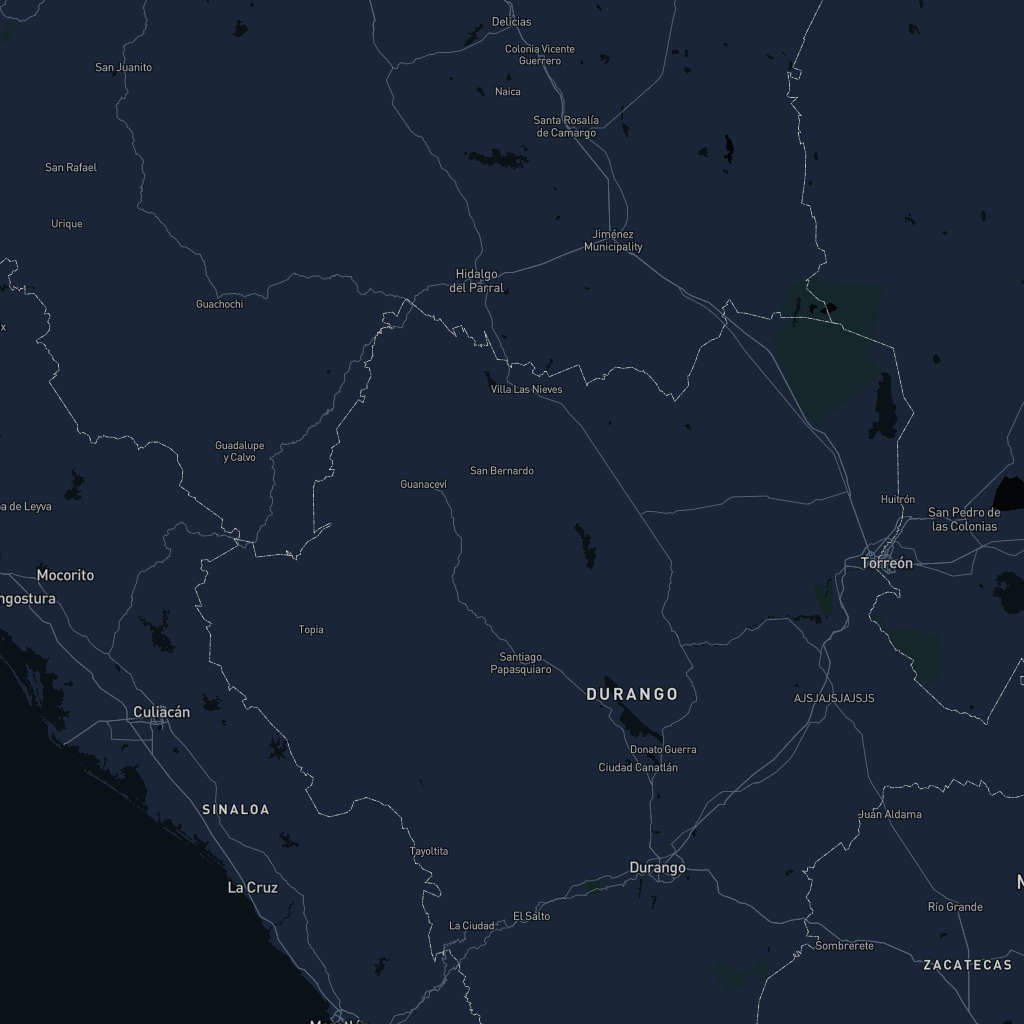 Delicias
Colonia Vicente
Guerrero
San Juanito
Naica
Santa Rosalía
de Camargo
San Rafael
Urique
Jiménez
Municipality
Hidalgo
del Parral
Guachochi
x
Villa Las Nieves
Guadalupe
y Calvo
San Bernardo
Guanaceví
Huitrón
a de Leyva
San Pedro de
las Colonias
Torreón
Mocorito
ngostura
Topia
Santiago
Papasquiaro
DURANGO
AJSJAJSJAJSJS
Culiacán
Donato Guerra
Ciudad Canatlán
SINALOA
Juan Aldama
Tayoltita
Durango
La Cruz
Río Grande
El Salto
La Ciudad
Sombrerete
ZACATECAS